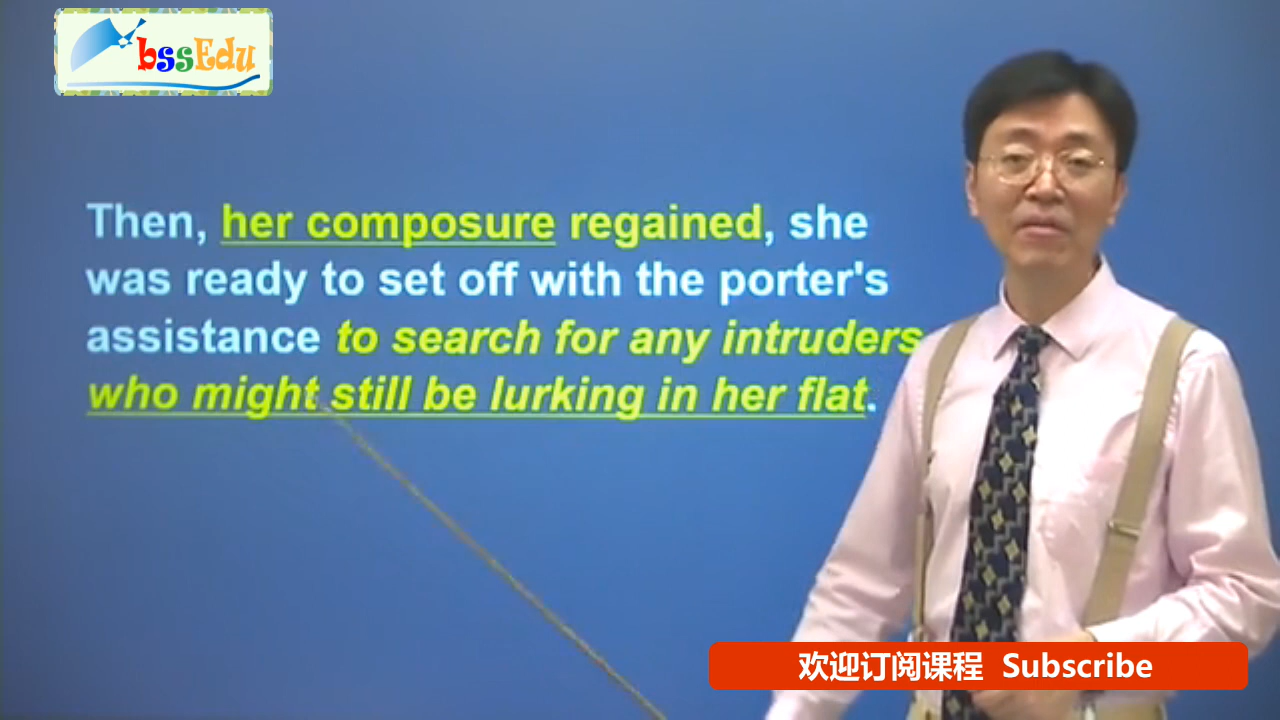 bssEdu
Then, her composure regained, she
was ready to set off with the porter's
assistance to search for any intruders
who might still be lurking in her flat.
欢迎订阅课程 Subscribe